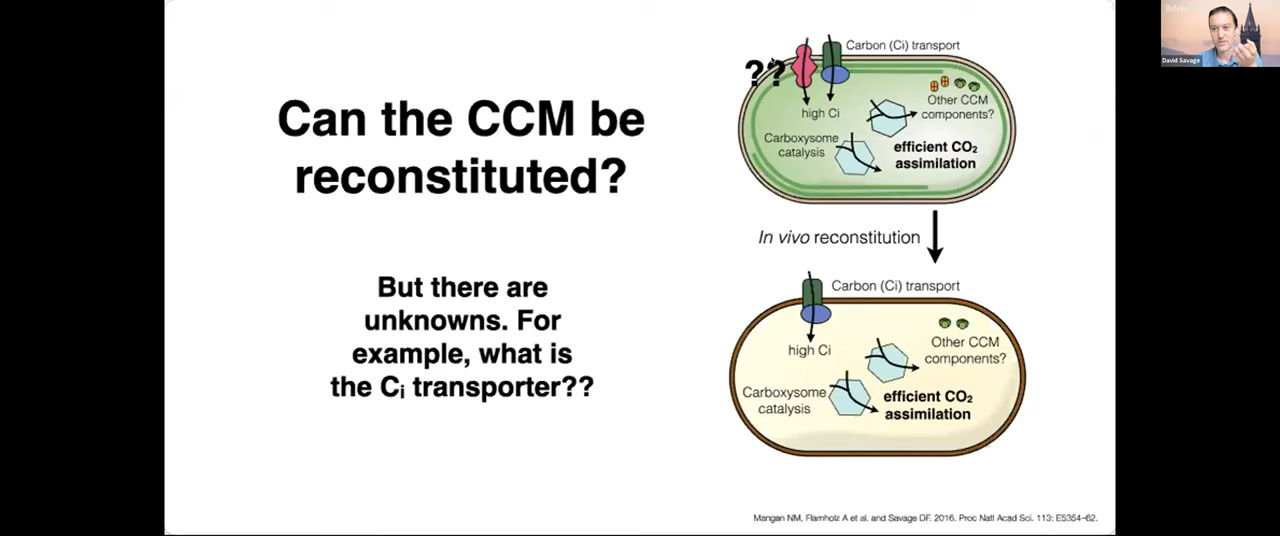 Can the CCM be
reconstituted?
But there are
unknowns. For
example, what is
the Cᵢ transporter??
??
Carbon (Ci) transport
high Ci
Other CCM
components?
Carboxysome
catalysis
efficient CO₂
assimilation
In vivo reconstitution
Carbon (Ci) transport
high Ci
Other CCM
components?
Carboxysome
catalysis
efficient CO₂
assimilation
Mangan NM, Flamholz A et al. and Savage DF. 2016. Proc Natl Acad Sci. 113: E5354–62.
David Savage